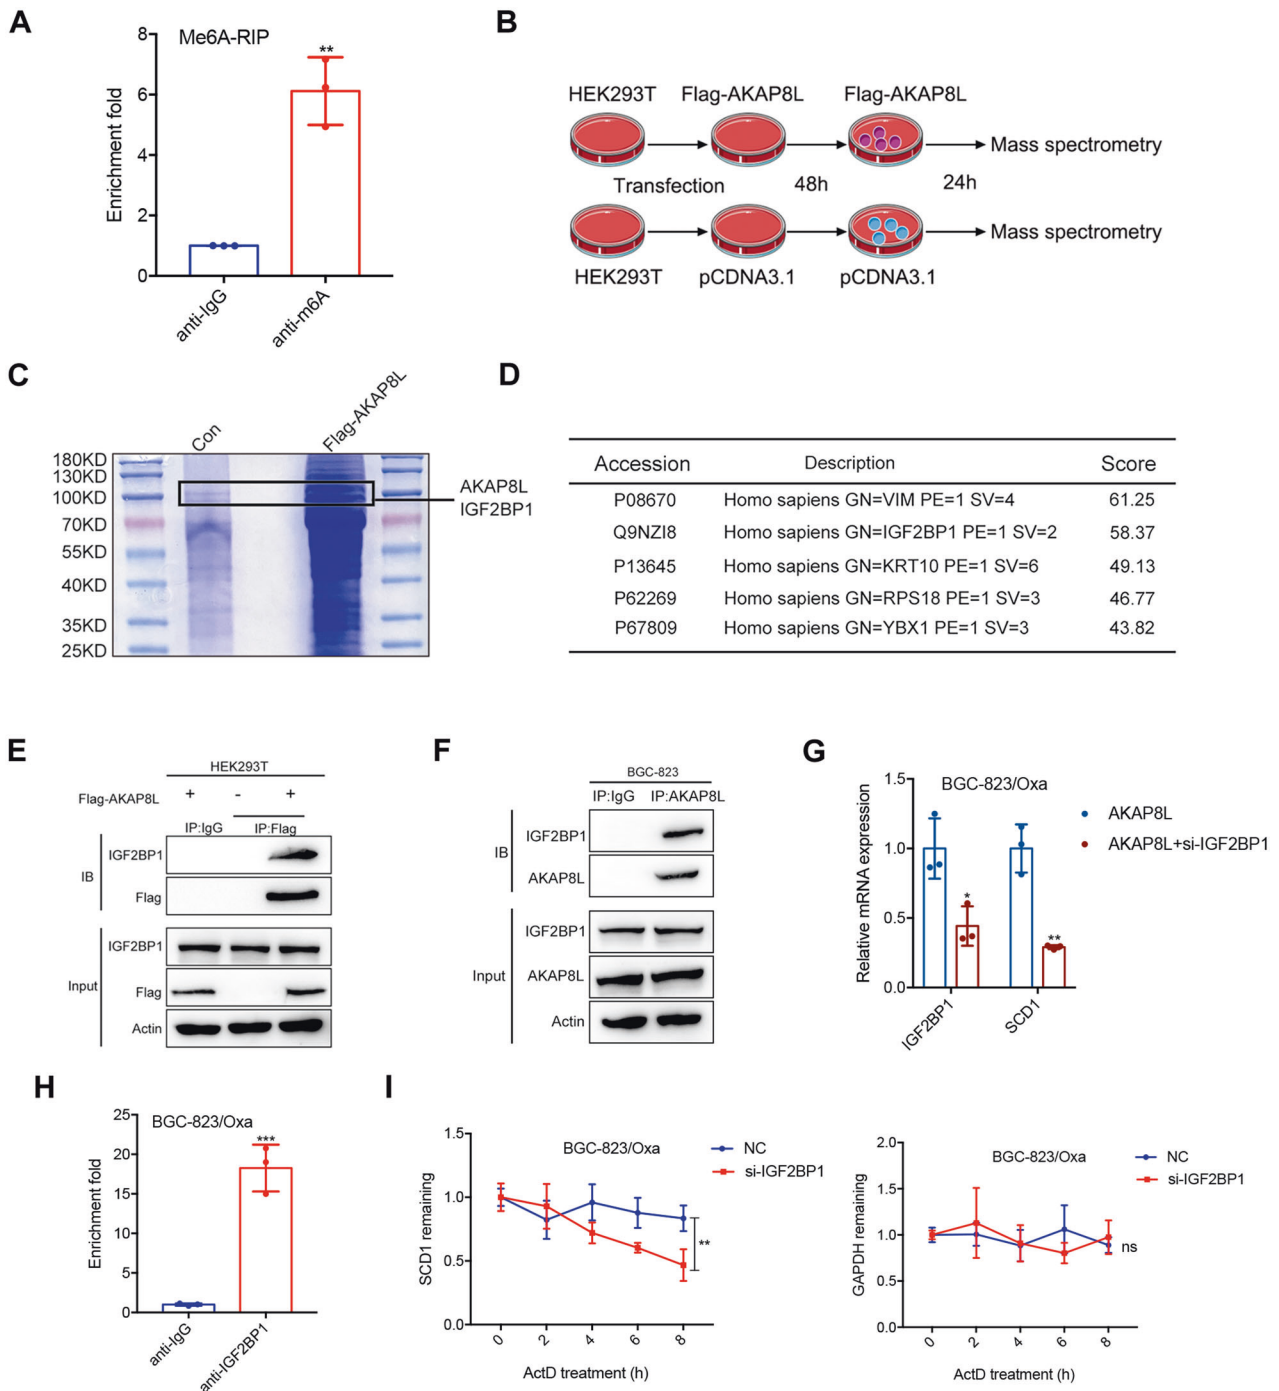 A
Me6A-RIP
Enrichment fold
8
6
4
2
0
**
anti-IgG
anti-m6A
B
HEK293T Flag-AKAP8L Flag-AKAP8L
Mass spectrometry
Transfection 48h 24h
Mass spectrometry
HEK293T pCDNA3.1 pCDNA3.1
C
Con
Flag-AKAP8L
180KD
130KD
100KD
70KD
55KD
40KD
35KD
25KD
AKAP8L
IGF2BP1
D
Accession Description Score
P08670 Homo sapiens GN=VIM PE=1 SV=4 61.25
Q9NZI8 Homo sapiens GN=IGF2BP1 PE=1 SV=2 58.37
P13645 Homo sapiens GN=KRT10 PE=1 SV=6 49.13
P62269 Homo sapiens GN=RPS18 PE=1 SV=3 46.77
P67809 Homo sapiens GN=YBX1 PE=1 SV=3 43.82
E
HEK293T
Flag-AKAP8L + - +
IP:IgG IP:Flag
IB
IGF2BP1
Flag
Input
IGF2BP1
Flag
Actin
F
BGC-823
IP:IgG IP:AKAP8L
IB
IGF2BP1
AKAP8L
Input
IGF2BP1
AKAP8L
Actin
G
BGC-823/Oxa
AKAP8L
AKAP8L+si-IGF2BP1
Relative mRNA expression
1.5
1.0
0.5
0.0
*
**
IGF2BP1
SCD1
H
BGC-823/Oxa
Enrichment fold
25
20
15
10
5
0
***
anti-IgG
anti-IGF2BP1
I
BGC-823/Oxa
NC
si-IGF2BP1
SCD1 remaining
1.5
1.0
0.5
0.0
**
0 2 4 6 8
ActD treatment (h)
BGC-823/Oxa
NC
si-IGF2BP1
GAPDH remaining
2.0
1.5
1.0
0.5
0.0
ns
0 2 4 6 8
ActD treatment (h)